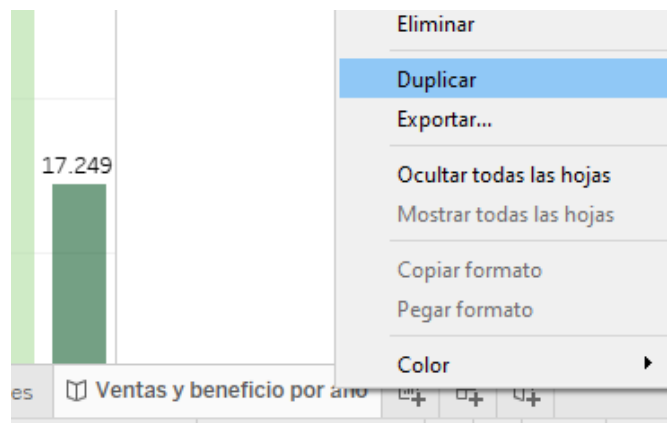 Eliminar
Duplicar
Exportar...
17.249
Ocultar todas las hojas
Mostrar todas las hojas
Copiar formato
Pegar formato
Color
es
Ventas y beneficio por año